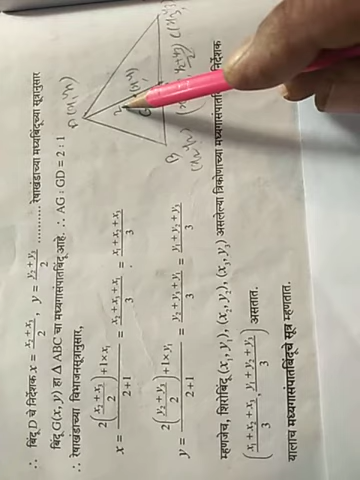 ∴ बिंदू D चे निर्देशक x = (x₂ + x₃)/2 , y = (y₂ + y₃)/2 .......... रेषाखंडाच्या मध्यबिंदूच्या सूत्रानुसार
बिंदू G(x, y) हा Δ ABC चा मध्यगासंपातबिंदू आहे. ∴ AG : GD = 2 : 1
∴ रेषाखंडाच्या विभाजनसूत्रानुसार,
x = (2((x₂ + x₃)/2) + 1 × x₁)/(2 + 1) = (x₂ + x₃ + x₁)/3 = (x₁ + x₂ + x₃)/3
y = (2((y₂ + y₃)/2) + 1 × y₁)/(2 + 1) = (y₂ + y₃ + y₁)/3 = (y₁ + y₂ + y₃)/3
म्हणजेच, शिरोबिंदू (x₁, y₁), (x₂, y₂), (x₃, y₃) असलेल्या त्रिकोणाच्या मध्यगासंपातबिंदूचे निर्देशक
((x₁ + x₂ + x₃)/3, (y₁ + y₂ + y₃)/3) असतात.
यालाच मध्यगासंपातबिंदूचे सूत्र म्हणतात.